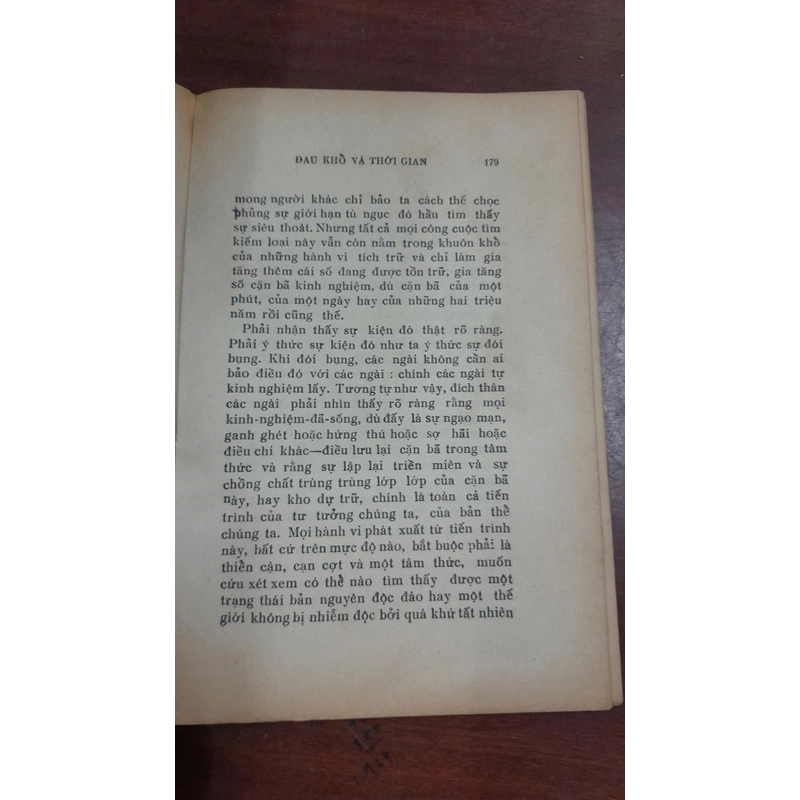 ĐAU KHỔ VÀ THỜI GIAN 179
mong người khác chỉ bảo ta cách thế chọc
phủng sự giới hạn tù ngục đó hầu tìm thấy
sự siêu thoát. Nhưng tất cả mọi công cuộc tìm
kiếm loại này vẫn còn nằm trong khuôn khổ
của những hành vi tích trữ và chỉ làm gia
tăng thêm cái số đang được tồn trữ, gia tăng
số cặn bã kinh nghiệm, dù cặn bã của một
phút, của một ngày hay của những hai triệu
năm rồi cũng thế.
Phải nhận thấy sự kiện đó thật rõ ràng.
Phải ý thức sự kiện đó như ta ý thức sự đói
bụng. Khi đói bụng, các ngài không cần ai
bảo điều đó với các ngài : chính các ngài tự
kinh nghiệm lấy. Tương tự như vậy, đích thân
các ngài phải nhìn thấy rõ ràng rằng mọi
kinh-nghiệm-đã-sống, dù đấy là sự ngạo mạn,
ganh ghét hoặc hứng thú hoặc sợ hãi hoặc
điều chi khác—điều lưu lại cặn bã trong tâm
thức và rằng sự lập lại triền miên và sự
chồng chất trùng trùng lớp lớp của cặn bã
này, hay kho dự trữ, chính là toàn cả tiến
trình của tư tưởng chúng ta, của bản thể
chúng ta. Mọi hành vi phát xuất từ tiến trình
này, bất cứ trên mực độ nào, bắt buộc phải là
thiển cận, cạn cợt và một tâm thức, muốn
cứu xét xem có thể nào tìm thấy được một
trạng thái bản nguyên độc đáo hay một thế
giới không bị nhiễm độc bởi quá khứ tất nhiên